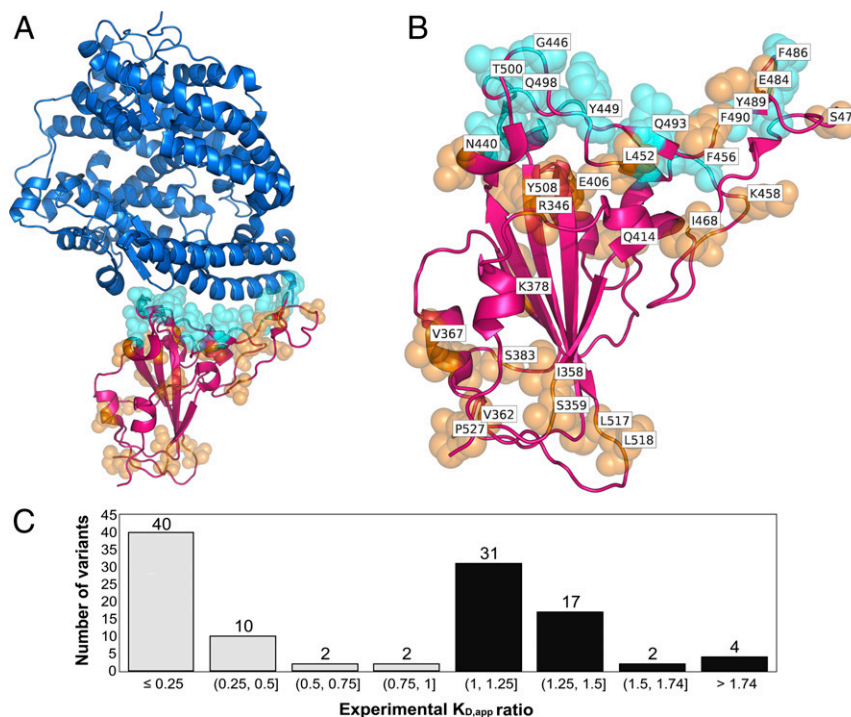 A
B
G446
F486
T500
E484
Q498
Y489
Y449
Q493
F490
S47
N440
L452
F456
Y508
E406
K458
R346
I468
Q414
K378
V367
S383
I358
V362
S359
L517
P527
L518
C
Number of variants
45
40
35
30
25
20
15
10
5
0
40
10
2
2
31
17
2
4
≤ 0.25
(0.25, 0.5]
(0.5, 0.75]
(0.75, 1]
(1, 1.25]
(1.25, 1.5]
(1.5, 1.74]
> 1.74
Experimental K_D,app ratio